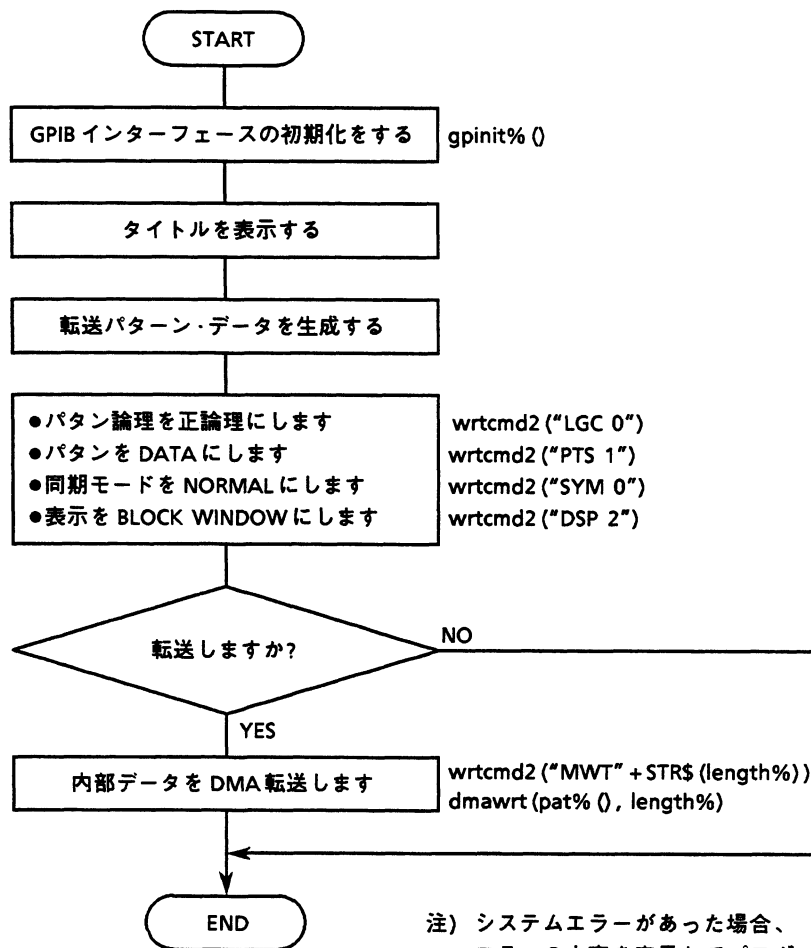 START
GPIB インターフェースの初期化をする gpinit% ()
タイトルを表示する
転送パターン・データを生成する
●パタン論理を正論理にします wrtcmd2 (“LGC 0”)
●パタンを DATA にします wrtcmd2 (“PTS 1”)
●同期モードを NORMAL にします wrtcmd2 (“SYM 0”)
●表示を BLOCK WINDOW にします wrtcmd2 (“DSP 2”)
転送しますか?
NO
YES
内部データを DMA 転送します wrtcmd2 (“MWT” + STR$ (length%))
dmawrt (pat% () , length%)
END
注) システムエラーがあった場合、